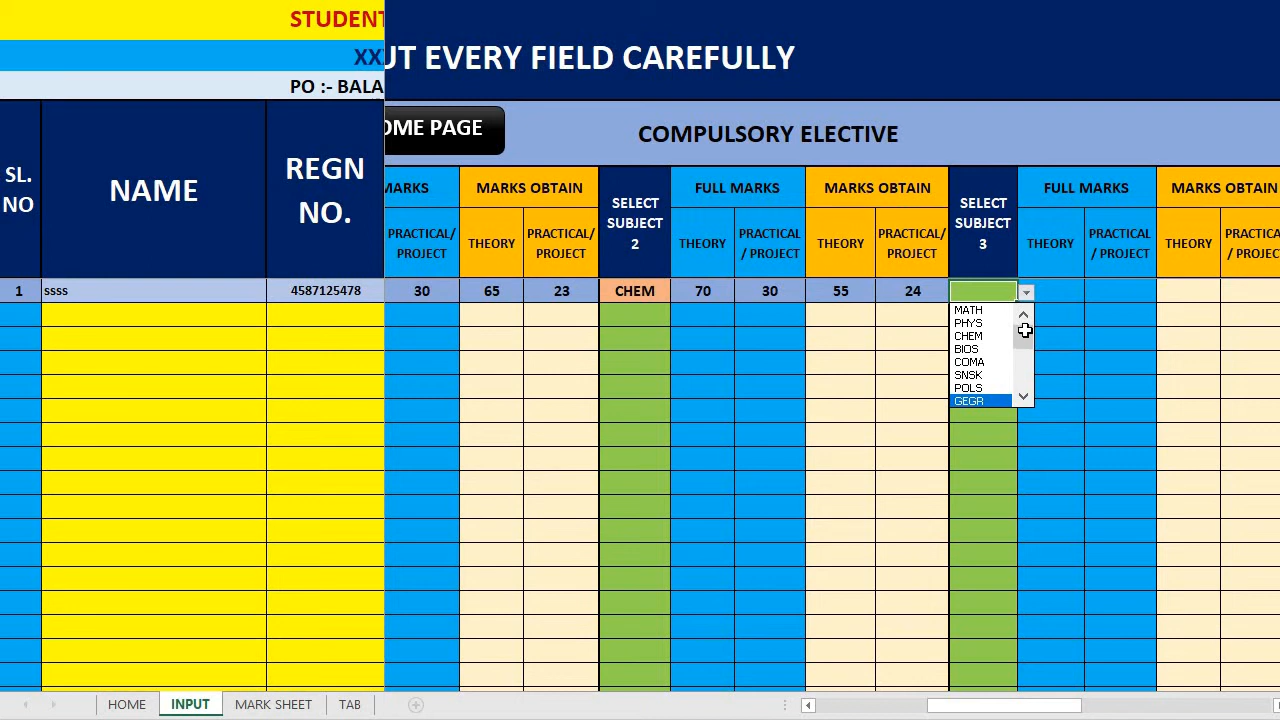 STUDENT
XX
PO :- BALA
UT EVERY FIELD CAREFULLY
OME PAGE
COMPULSORY ELECTIVE
SL. NO
NAME
REGN NO.
MARKS
MARKS OBTAIN
SELECT SUBJECT 2
FULL MARKS
MARKS OBTAIN
SELECT SUBJECT 3
FULL MARKS
MARKS OBTAIN
PRACTICAL/ PROJECT
THEORY
PRACTICAL/ PROJECT
THEORY
PRACTICAL / PROJECT
THEORY
PRACTICAL/ PROJECT
THEORY
PRACTICAL / PROJECT
THEORY
PRACTICA / PROJEC
1 ssss 4587125478 30 65 23 CHEM 70 30 55 24
MATH
PHYS
CHEM
BIOS
COMA
SNSK
POLS
GEGR
HOME INPUT MARK SHEET TAB